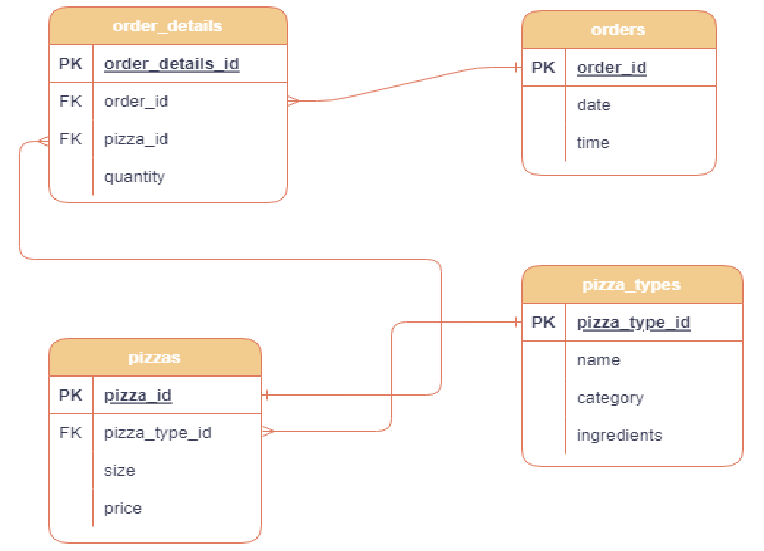 order_details
PK order_details_id
FK order_id
FK pizza_id
quantity
orders
PK order_id
date
time
pizzas
PK pizza_id
FK pizza_type_id
size
price
pizza_types
PK pizza_type_id
name
category
ingredients